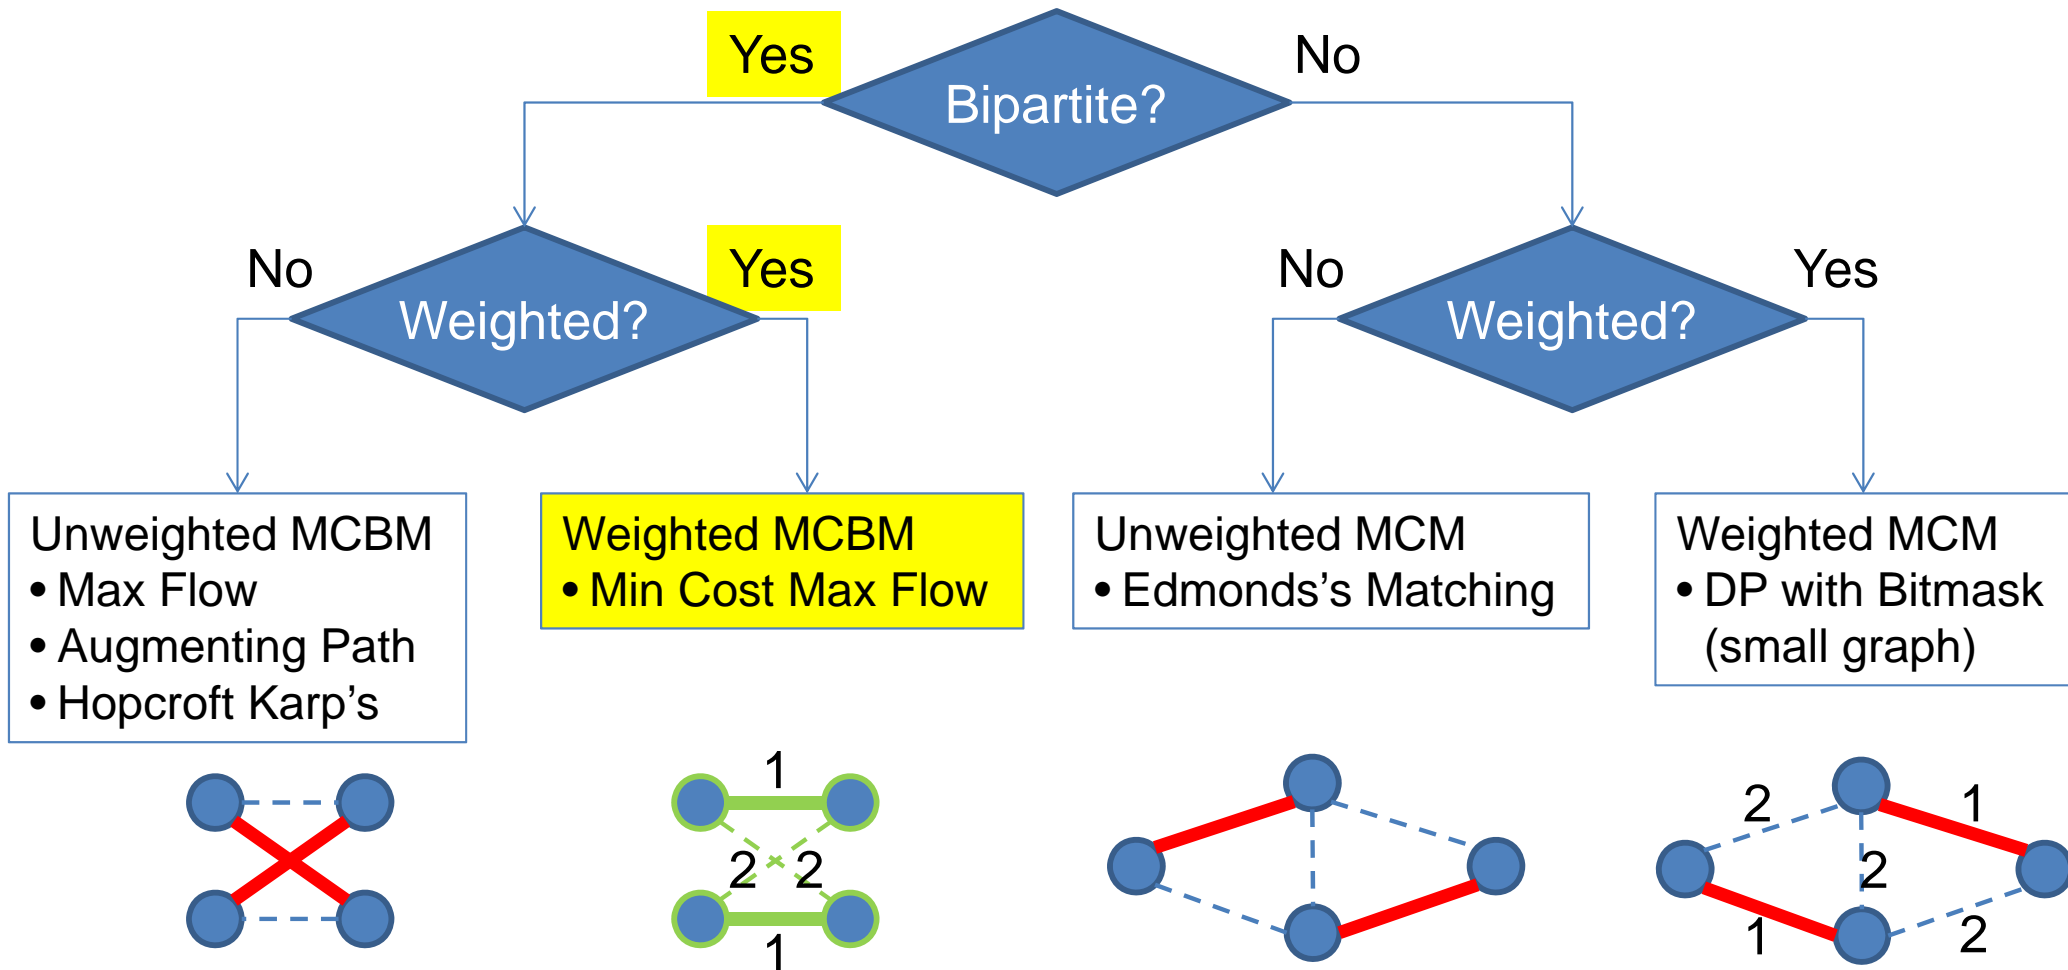 Yes
No
Bipartite?
No
Yes
No
Yes
Weighted?
Weighted?
Unweighted MCBM
• Max Flow
• Augmenting Path
• Hopcroft Karp’s
Weighted MCBM
• Min Cost Max Flow
Unweighted MCM
• Edmonds’s Matching
Weighted MCM
• DP with Bitmask
(small graph)
1
2 2
1
2
1
2
1
2